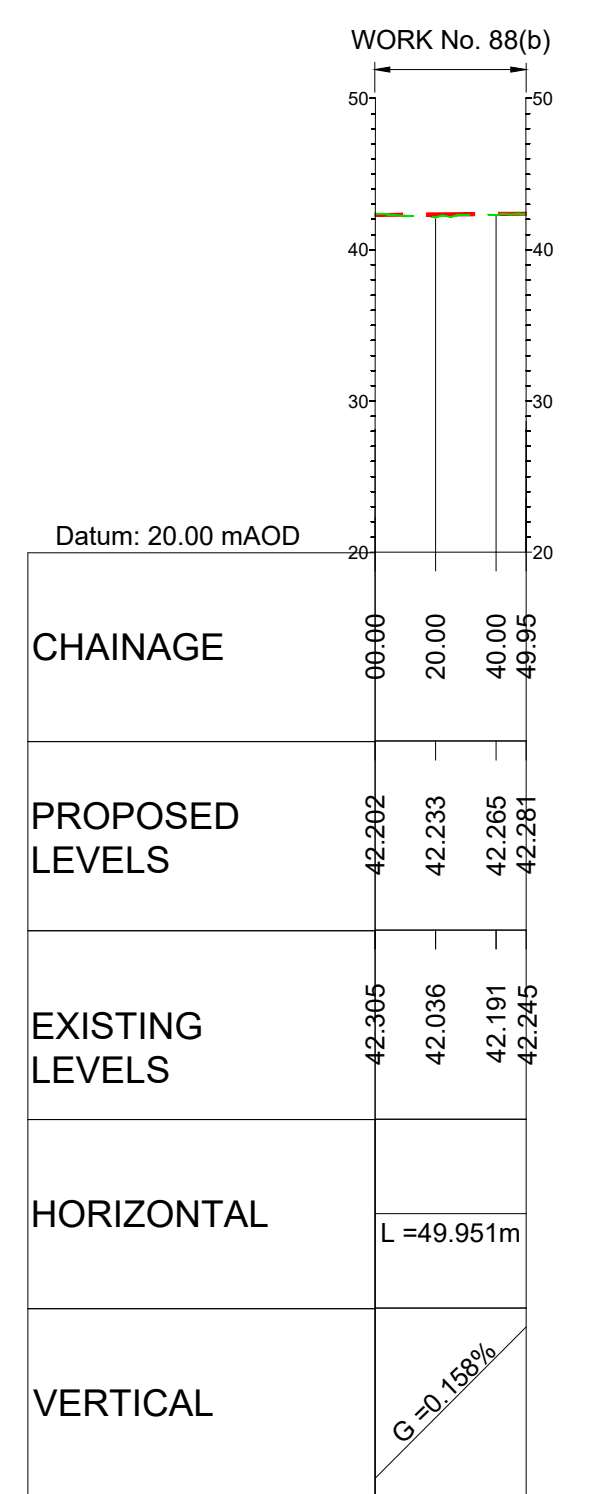 WORK No. 88(b)
50 50
40 40
30 30
Datum: 20.00 mAOD
20 20
CHAINAGE
00.00 20.00 40.00 49.95
PROPOSED
LEVELS
42.202 42.233 42.265 42.281
EXISTING
LEVELS
42.305 42.036 42.191 42.245
HORIZONTAL
L =49.951m
VERTICAL
G =0.158%